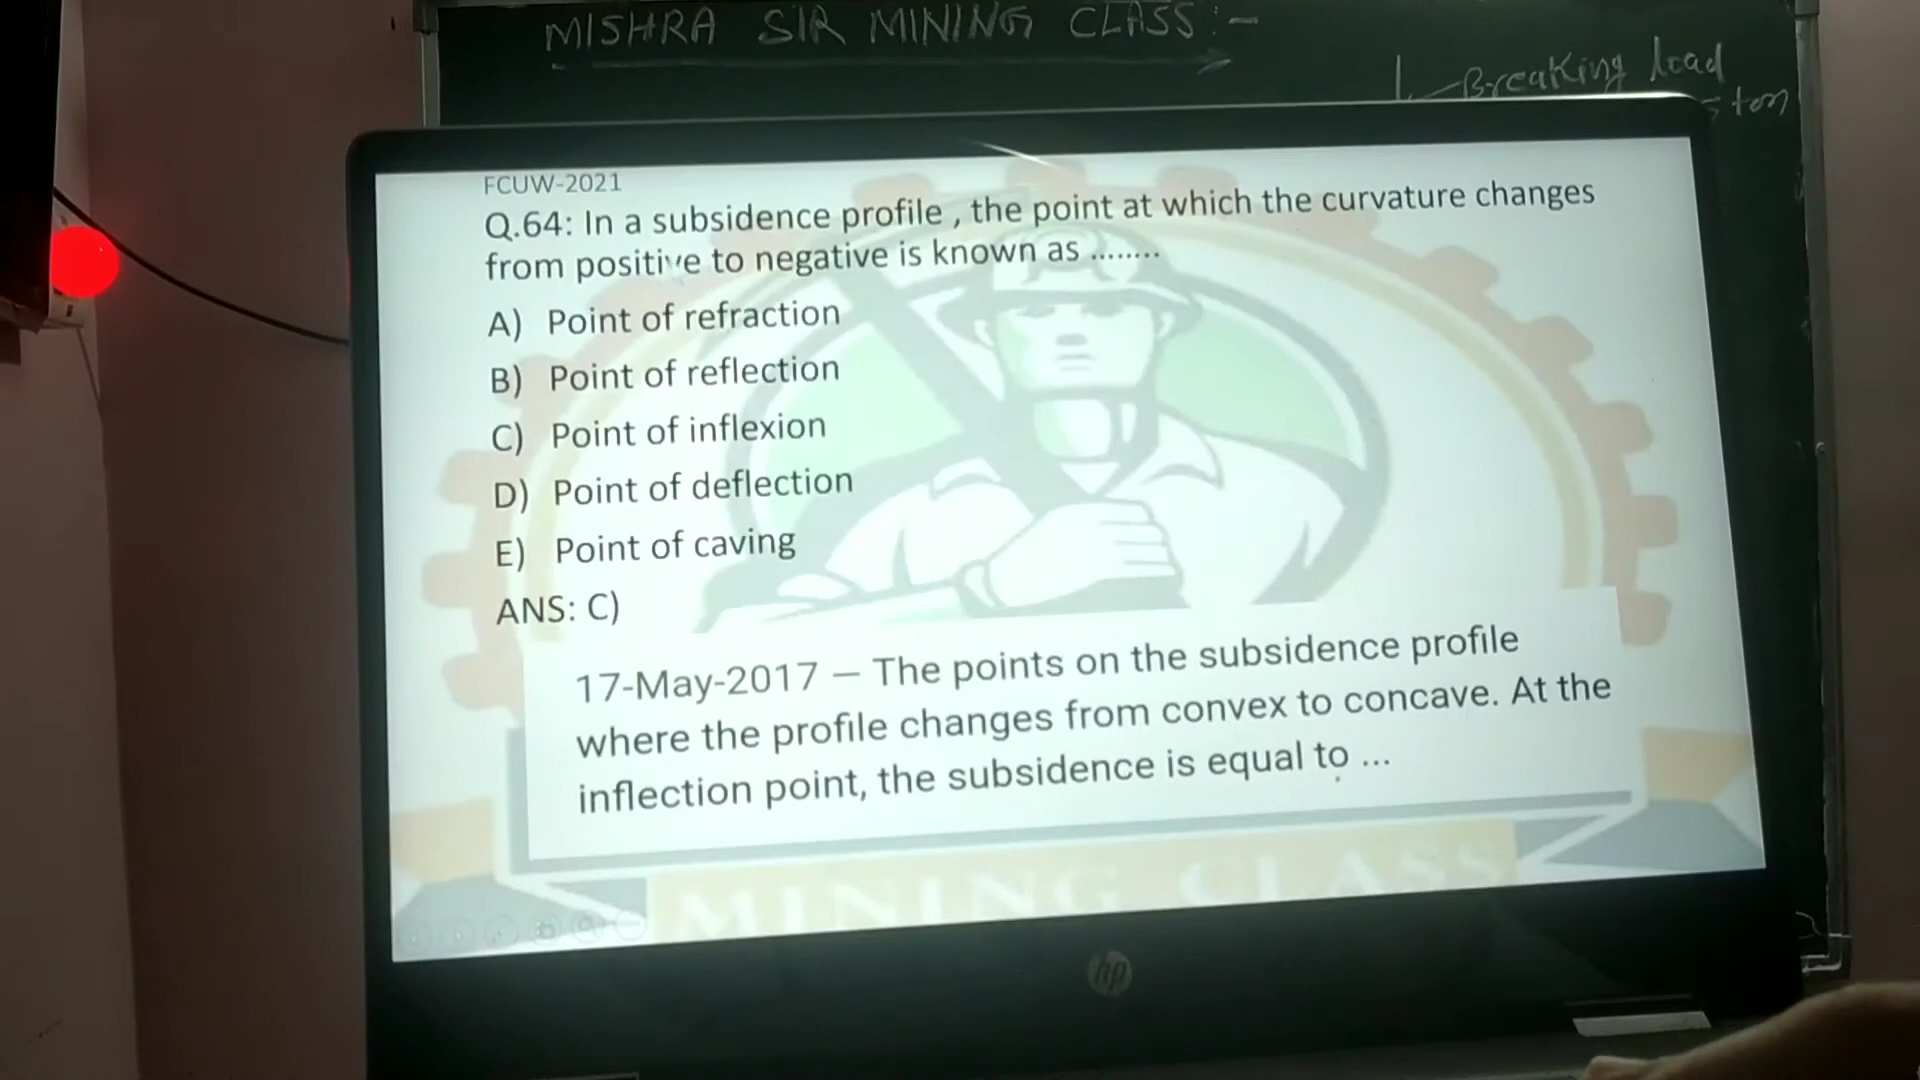 MISHRA SIR MINING CLASS :-
Breaking load
ton
FCUW-2021
Q.64: In a subsidence profile , the point at which the curvature changes
from positive to negative is known as ........
A) Point of refraction
B) Point of reflection
C) Point of inflexion
D) Point of deflection
E) Point of caving
ANS: C)
17-May-2017 — The points on the subsidence profile
where the profile changes from convex to concave. At the
inflection point, the subsidence is equal to ...
MINING CLASS
hp